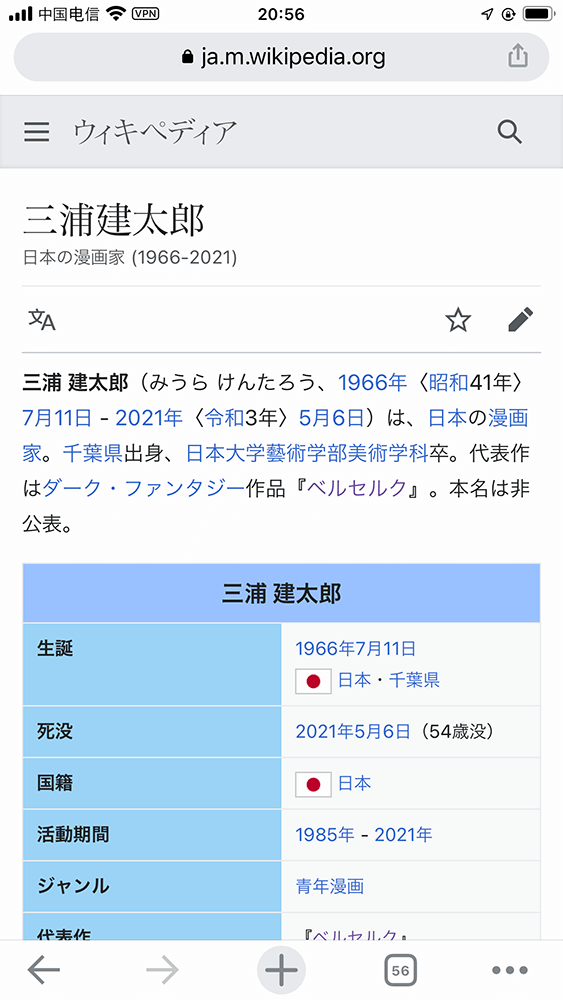 中国电信 VPN 20:56
ja.m.wikipedia.org
ウィキペディア
三浦建太郎
日本の漫画家 (1966-2021)
文A
三浦 建太郎（みうら けんたろう、1966年〈昭和41年〉
7月11日 - 2021年〈令和3年〉5月6日）は、日本の漫画
家。千葉県出身、日本大学藝術学部美術学科卒。代表作
はダーク・ファンタジー作品『ベルセルク』。本名は非
公表。
三浦 建太郎
生誕 1966年7月11日
日本・千葉県
死没 2021年5月6日（54歳没）
国籍 日本
活動期間 1985年 - 2021年
ジャンル 青年漫画
代表作 『ベルセルク』
56